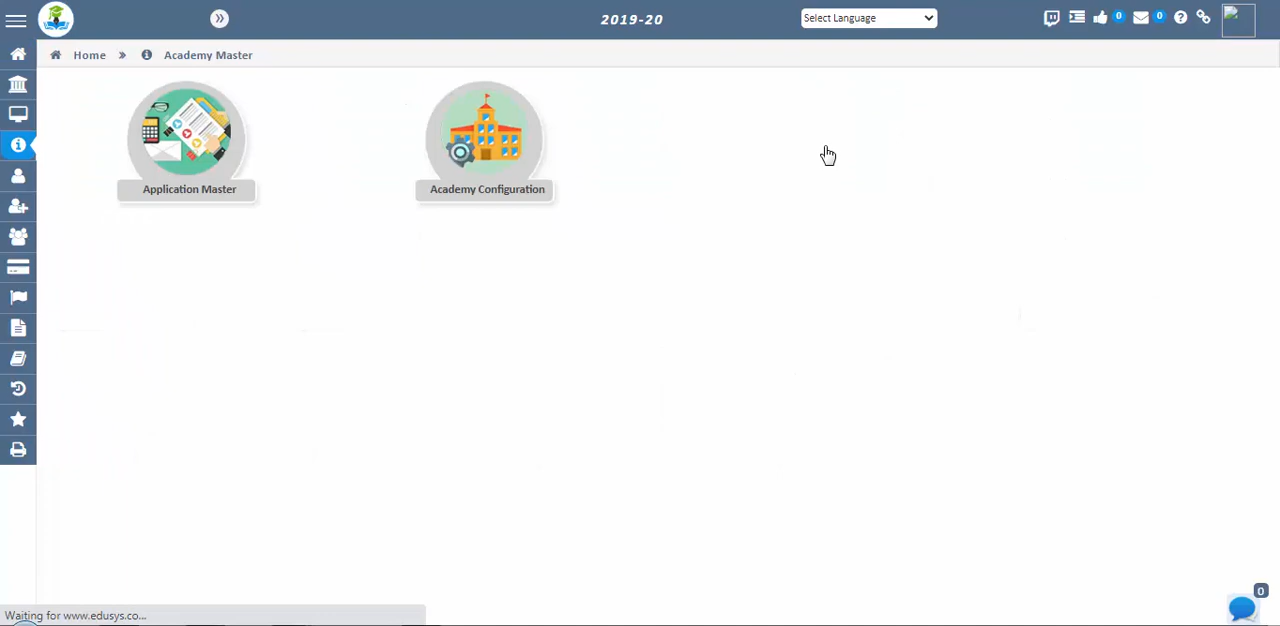 2019-20
Select Language
0
0
Home » Academy Master
Application Master
Academy Configuration
0
Waiting for www.edusys.co...